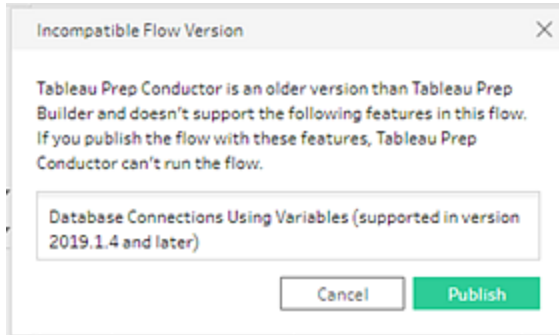 Incompatible Flow Version
Tableau Prep Conductor is an older version than Tableau Prep
Builder and doesn't support the following features in this flow.
If you publish the flow with these features, Tableau Prep
Conductor can't run the flow.
Database Connections Using Variables (supported in version
2019.1.4 and later)
Cancel
Publish